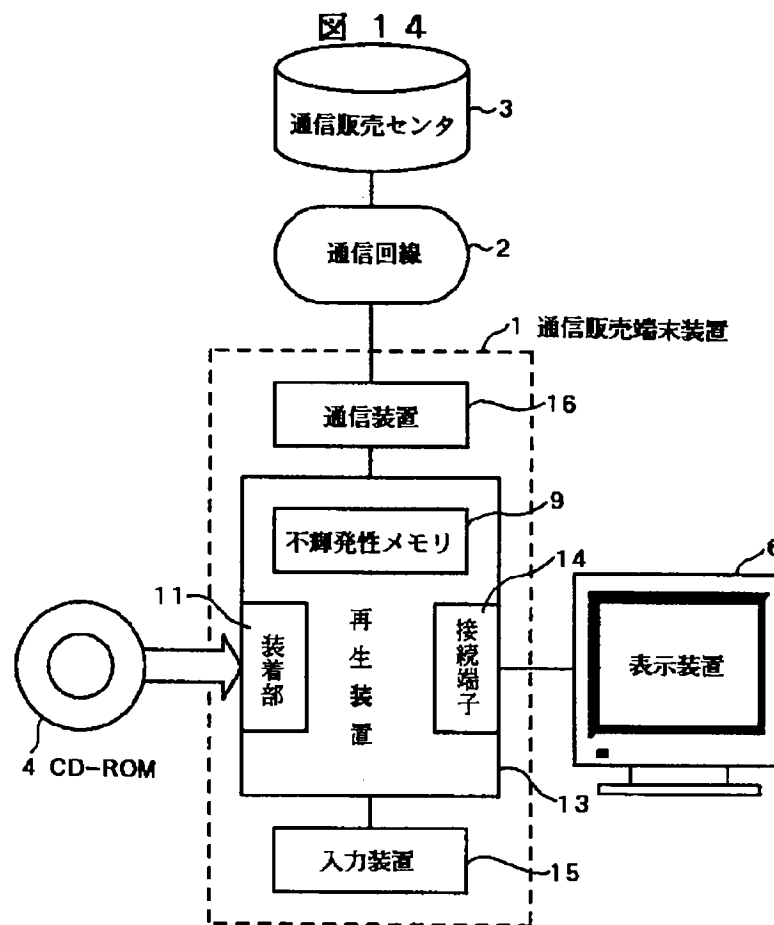 図 14
通信販売センタ
3
通信回線
2
1 通信販売端末装置
通信装置
16
不輝発性メモリ
9
14
11
装着部
再生装置
接続端子
6
表示装置
4 CD-ROM
13
入力装置
15